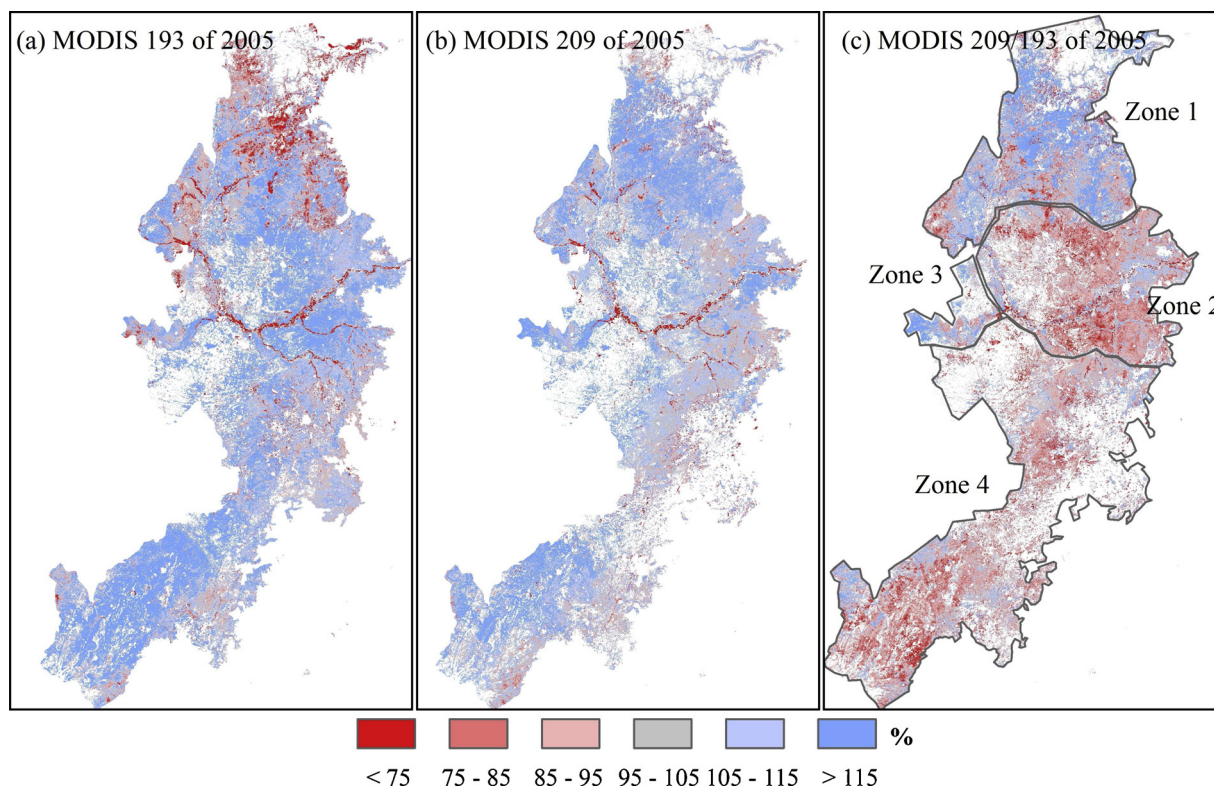 (a) MODIS 193 of 2005
(b) MODIS 209 of 2005
(c) MODIS 209/193 of 2005
Zone 1
Zone 3
Zone 2
Zone 4
%
< 75 75 - 85 85 - 95 95 - 105 105 - 115 > 115